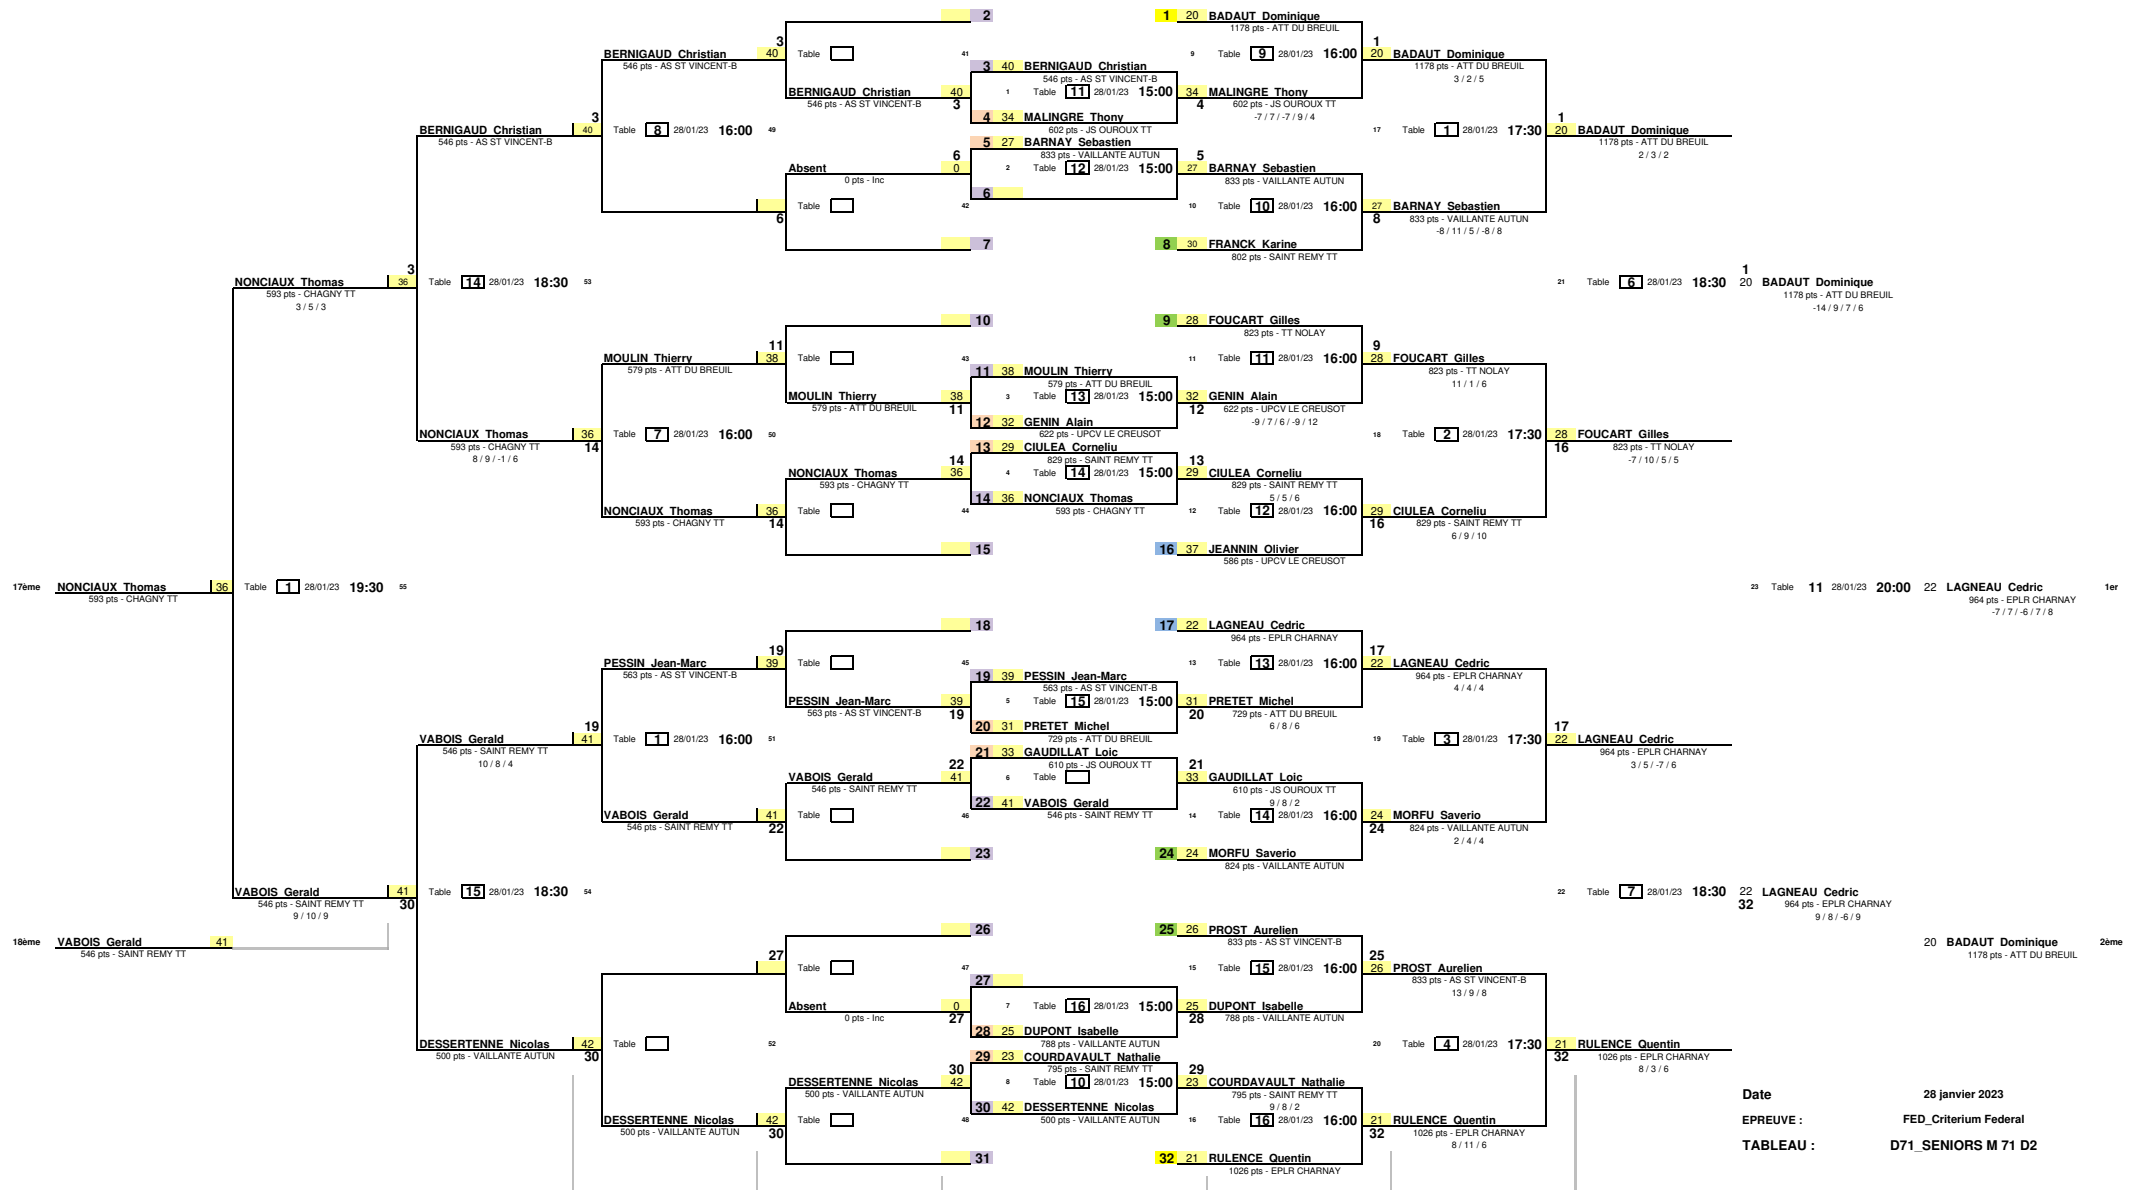 2
1 20 BADAUT Dominique
1178 pts - ATT DU BREUIL
3
BERNIGAUD Christian 40 Table 41
546 pts - AS ST VINCENT-B
9 Table 9 28/01/23 16:00
1
20 BADAUT Dominique
1178 pts - ATT DU BREUIL
3 / 2 / 5
3 40 BERNIGAUD Christian
546 pts - AS ST VINCENT-B
BERNIGAUD Christian 40
546 pts - AS ST VINCENT-B 3
1 Table 11 28/01/23 15:00
34 MALINGRE Thony
4 602 pts - JS OUROUX TT
-7 / 7 / -7 / 9 / 4
4 34 MALINGRE Thony
602 pts - JS OUROUX TT
3
BERNIGAUD Christian 40 Table 8 28/01/23 16:00 49
546 pts - AS ST VINCENT-B
17 Table 1 28/01/23 17:30
1
20 BADAUT Dominique
1178 pts - ATT DU BREUIL
2 / 3 / 2
5 27 BARNAY Sebastien
833 pts - VAILLANTE AUTUN
6
Absent 0
0 pts - Inc
2 Table 12 28/01/23 15:00
5
27 BARNAY Sebastien
833 pts - VAILLANTE AUTUN
6
6 Table 42
10 Table 10 28/01/23 16:00
27 BARNAY Sebastien
8 833 pts - VAILLANTE AUTUN
-8 / 11 / 5 / -8 / 8
7
8 30 FRANCK Karine
802 pts - SAINT REMY TT
3
NONCIAUX Thomas 36 Table 14 28/01/23 18:30 53
593 pts - CHAGNY TT
3 / 5 / 3
21 Table 6 28/01/23 18:30
1
20 BADAUT Dominique
1178 pts - ATT DU BREUIL
-14 / 9 / 7 / 6
10
9 28 FOUCART Gilles
823 pts - TT NOLAY
11
MOULIN Thierry 38 Table 43
579 pts - ATT DU BREUIL
11 Table 11 28/01/23 16:00
9
28 FOUCART Gilles
823 pts - TT NOLAY
11 / 1 / 6
11 38 MOULIN Thierry
579 pts - ATT DU BREUIL
MOULIN Thierry 38
579 pts - ATT DU BREUIL 11
3 Table 13 28/01/23 15:00
32 GENIN Alain
12 622 pts - UPCV LE CREUSOT
-9 / 7 / 6 / -9 / 12
12 32 GENIN Alain
622 pts - UPCV LE CREUSOT
NONCIAUX Thomas 36 Table 7 28/01/23 16:00 50
593 pts - CHAGNY TT 14
8 / 9 / -1 / 6
18 Table 2 28/01/23 17:30
28 FOUCART Gilles
16 823 pts - TT NOLAY
-7 / 10 / 5 / 5
13 29 CIULEA Corneliu
829 pts - SAINT REMY TT
14
NONCIAUX Thomas 36
593 pts - CHAGNY TT
4 Table 14 28/01/23 15:00
13
29 CIULEA Corneliu
829 pts - SAINT REMY TT
5 / 5 / 6
14 36 NONCIAUX Thomas
593 pts - CHAGNY TT
NONCIAUX Thomas 36 Table 44
593 pts - CHAGNY TT 14
12 Table 12 28/01/23 16:00
29 CIULEA Corneliu
16 829 pts - SAINT REMY TT
6 / 9 / 10
15
16 37 JEANNIN Olivier
586 pts - UPCV LE CREUSOT
17ème NONCIAUX Thomas 36 Table 1 28/01/23 19:30 55
593 pts - CHAGNY TT
23 Table 11 28/01/23 20:00 22 LAGNEAU Cedric 1er
964 pts - EPLR CHARNAY
-7 / 7 / -6 / 7 / 8
18
17 22 LAGNEAU Cedric
964 pts - EPLR CHARNAY
19
PESSIN Jean-Marc 39 Table 45
563 pts - AS ST VINCENT-B
13 Table 13 28/01/23 16:00
17
22 LAGNEAU Cedric
964 pts - EPLR CHARNAY
4 / 4 / 4
19 39 PESSIN Jean-Marc
563 pts - AS ST VINCENT-B
PESSIN Jean-Marc 39
563 pts - AS ST VINCENT-B 19
5 Table 15 28/01/23 15:00
31 PRETET Michel
20 729 pts - ATT DU BREUIL
6 / 8 / 6
20 31 PRETET Michel
729 pts - ATT DU BREUIL
19
VABOIS Gerald 41 Table 1 28/01/23 16:00 51
546 pts - SAINT REMY TT
10 / 8 / 4
19 Table 3 28/01/23 17:30
17
22 LAGNEAU Cedric
964 pts - EPLR CHARNAY
3 / 5 / -7 / 6
21 33 GAUDILLAT Loic
610 pts - JS OUROUX TT
22
VABOIS Gerald 41
546 pts - SAINT REMY TT
6 Table
21
33 GAUDILLAT Loic
610 pts - JS OUROUX TT
9 / 8 / 2
22 41 VABOIS Gerald
546 pts - SAINT REMY TT
VABOIS Gerald 41 Table 46
546 pts - SAINT REMY TT 22
14 Table 14 28/01/23 16:00
24 MORFU Saverio
24 824 pts - VAILLANTE AUTUN
2 / 4 / 4
23
24 24 MORFU Saverio
824 pts - VAILLANTE AUTUN
VABOIS Gerald 41 Table 15 28/01/23 18:30 54
546 pts - SAINT REMY TT 30
9 / 10 / 9
22 Table 7 28/01/23 18:30 22 LAGNEAU Cedric
32 964 pts - EPLR CHARNAY
9 / 8 / -6 / 9
18ème VABOIS Gerald 41
546 pts - SAINT REMY TT
20 BADAUT Dominique 2ème
1178 pts - ATT DU BREUIL
26
25 26 PROST Aurelien
833 pts - AS ST VINCENT-B
27
Table 47
15 Table 15 28/01/23 16:00
25
26 PROST Aurelien
833 pts - AS ST VINCENT-B
13 / 9 / 8
27
Absent 0
0 pts - Inc 27
7 Table 16 28/01/23 15:00
25 DUPONT Isabelle
28 788 pts - VAILLANTE AUTUN
28 25 DUPONT Isabelle
788 pts - VAILLANTE AUTUN
DESSERTENNE Nicolas 42 Table 52
500 pts - VAILLANTE AUTUN 30
20 Table 4 28/01/23 17:30
21 RULENCE Quentin
32 1026 pts - EPLR CHARNAY
8 / 3 / 6
29 23 COURDAVAULT Nathalie
795 pts - SAINT REMY TT
30
DESSERTENNE Nicolas 42
500 pts - VAILLANTE AUTUN
8 Table 10 28/01/23 15:00
29
23 COURDAVAULT Nathalie
795 pts - SAINT REMY TT
9 / 8 / 2
30 42 DESSERTENNE Nicolas
500 pts - VAILLANTE AUTUN
DESSERTENNE Nicolas 42 Table 48
500 pts - VAILLANTE AUTUN 30
16 Table 16 28/01/23 16:00
21 RULENCE Quentin
32 1026 pts - EPLR CHARNAY
8 / 11 / 6
31
32 21 RULENCE Quentin
1026 pts - EPLR CHARNAY
Date 28 janvier 2023
EPREUVE : FED_Criterium Federal
TABLEAU : D71_SENIORS M 71 D2